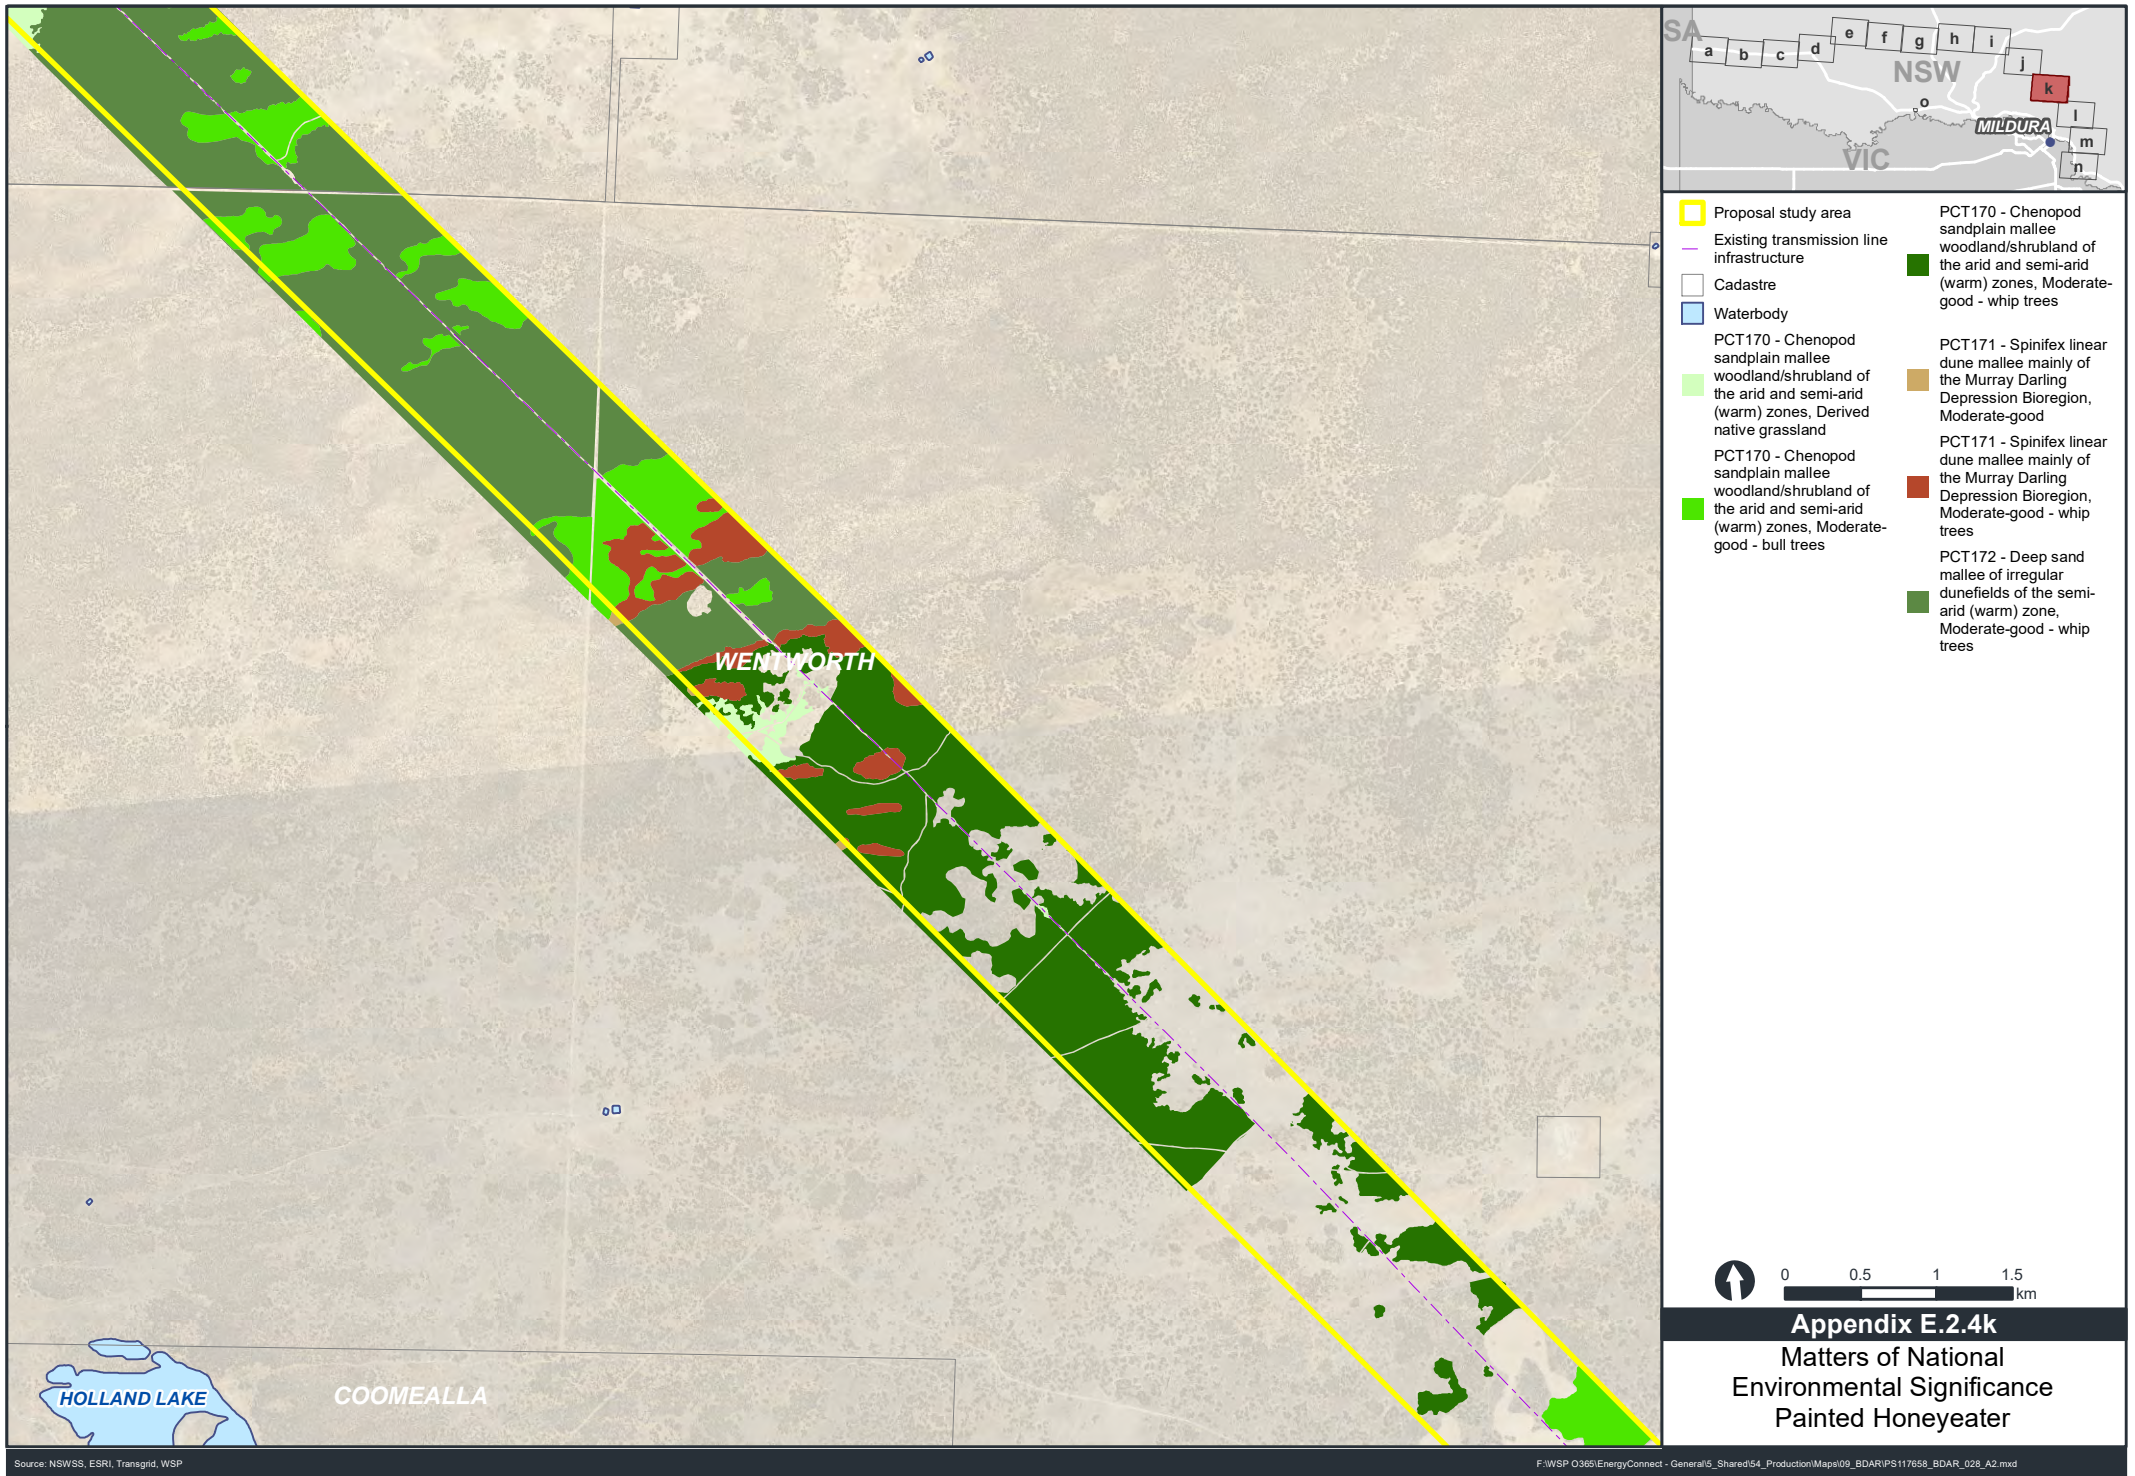 WENTWORTH
HOLLAND LAKE
COOMEALLA
SA
a
b
c
d
e
f
g
h
i
j
k
l
m
n
o
NSW
MILDURA
VIC
Proposal study area
Existing transmission line
infrastructure
Cadastre
Waterbody
PCT170 - Chenopod
sandplain mallee
woodland/shrubland of
the arid and semi-arid
(warm) zones, Derived
native grassland
PCT170 - Chenopod
sandplain mallee
woodland/shrubland of
the arid and semi-arid
(warm) zones, Moderate-
good - bull trees
PCT170 - Chenopod
sandplain mallee
woodland/shrubland of
the arid and semi-arid
(warm) zones, Moderate-
good - whip trees
PCT171 - Spinifex linear
dune mallee mainly of
the Murray Darling
Depression Bioregion,
Moderate-good
PCT171 - Spinifex linear
dune mallee mainly of
the Murray Darling
Depression Bioregion,
Moderate-good - whip
trees
PCT172 - Deep sand
mallee of irregular
dunefields of the semi-
arid (warm) zone,
Moderate-good - whip
trees
0 0.5 1 1.5
km
Appendix E.2.4k
Matters of National
Environmental Significance
Painted Honeyeater
Source: NSWSS, ESRI, Transgrid, WSP
F:\WSP O365\EnergyConnect - General\5_Shared\54_Production\Maps\09_BDAR\PS117658_BDAR_028_A2.mxd